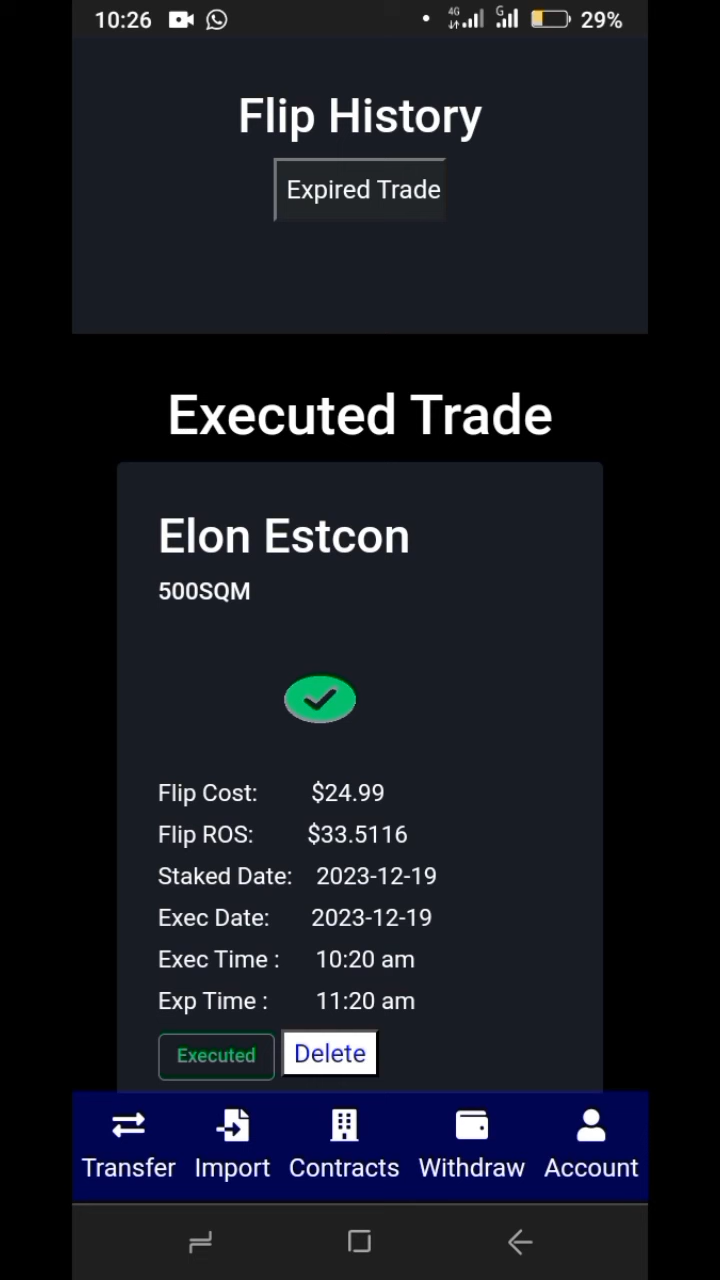 10:26 4G G 29%
Flip History
Expired Trade
Executed Trade
Elon Estcon
500SQM
Flip Cost: $24.99
Flip ROS: $33.5116
Staked Date: 2023-12-19
Exec Date: 2023-12-19
Exec Time : 10:20 am
Exp Time : 11:20 am
Executed Delete
Transfer Import Contracts Withdraw Account